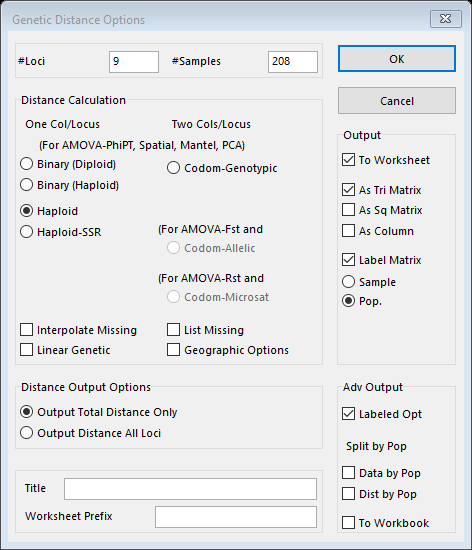 Genetic Distance Options
#Loci 9 #Samples 208
OK
Cancel
Distance Calculation
One Col/Locus Two Cols/Locus
(For AMOVA-PhiPT, Spatial, Mantel, PCA)
Binary (Diploid) Codom-Genotypic
Binary (Haploid)
Haploid
Haploid-SSR (For AMOVA-Fst and
Codom-Allelic
(For AMOVA-Rst and
Codom-Microsat
Interpolate Missing List Missing
Linear Genetic Geographic Options
Output
To Worksheet
As Tri Matrix
As Sq Matrix
As Column
Label Matrix
Sample
Pop.
Distance Output Options
Output Total Distance Only
Output Distance All Loci
Adv Output
Labeled Opt
Split by Pop
Data by Pop
Dist by Pop
To Workbook
Title
Worksheet Prefix